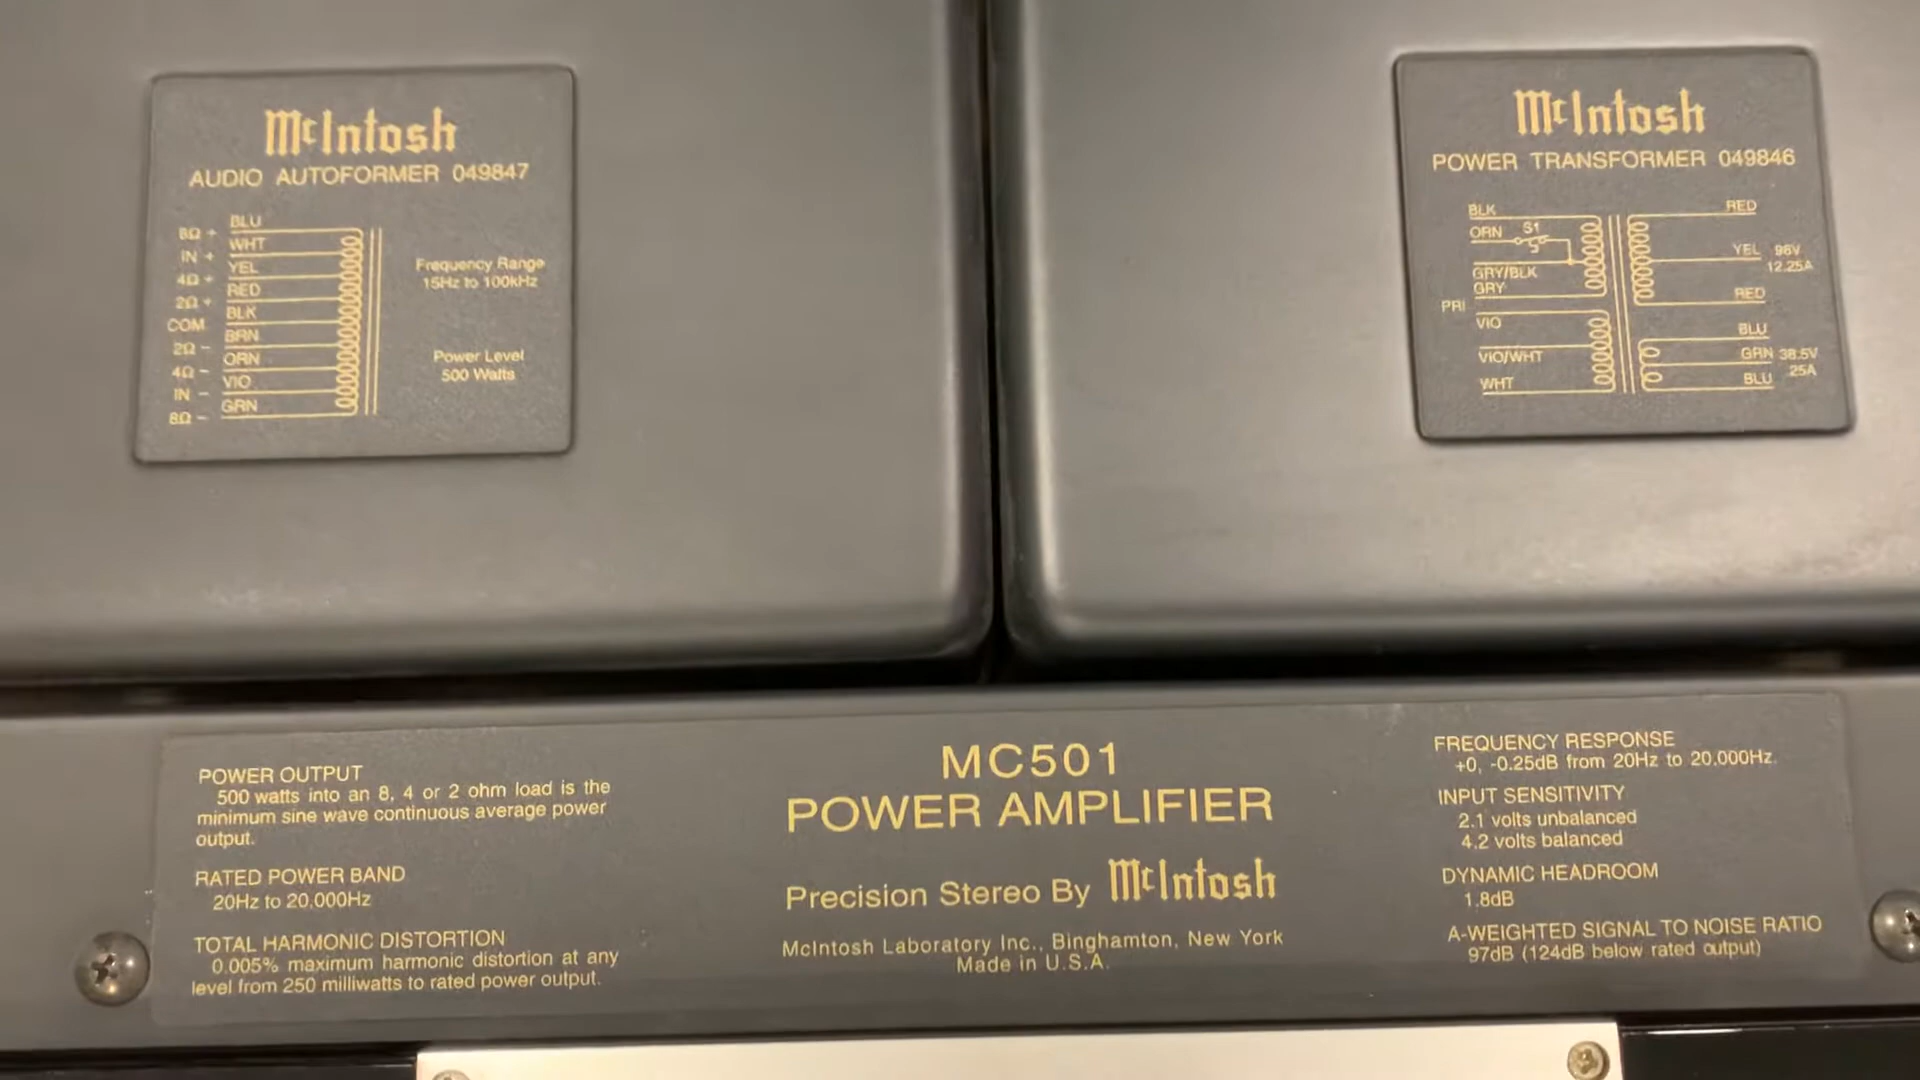 McIntosh
AUDIO AUTOFORMER 049847
8Ω + BLU
IN + WHT
4Ω + YEL
2Ω + RED
COM BLK
2Ω - BRN
4Ω - ORN
IN - VIO
8Ω - GRN
Frequency Range
15Hz to 100kHz
Power Level
500 Watts
McIntosh
POWER TRANSFORMER 049846
BLK
ORN S1
GRY/BLK
GRY
PRI
VIO
VIO/WHT
WHT
RED
YEL 96V
12.25A
RED
BLU
GRN 38.5V
.25A
BLU
POWER OUTPUT
500 watts into an 8, 4 or 2 ohm load is the
minimum sine wave continuous average power
output.
RATED POWER BAND
20Hz to 20,000Hz
TOTAL HARMONIC DISTORTION
0.005% maximum harmonic distortion at any
level from 250 milliwatts to rated power output.
MC501
POWER AMPLIFIER
Precision Stereo By McIntosh
McIntosh Laboratory Inc., Binghamton, New York
Made in U.S.A.
FREQUENCY RESPONSE
+0, -0.25dB from 20Hz to 20,000Hz.
INPUT SENSITIVITY
2.1 volts unbalanced
4.2 volts balanced
DYNAMIC HEADROOM
1.8dB
A-WEIGHTED SIGNAL TO NOISE RATIO
97dB (124dB below rated output)